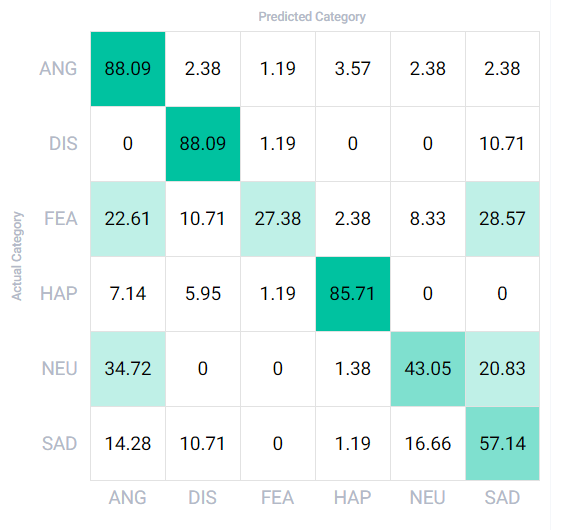 Predicted Category
Actual Category
ANG 88.09 2.38 1.19 3.57 2.38 2.38
DIS 0 88.09 1.19 0 0 10.71
FEA 22.61 10.71 27.38 2.38 8.33 28.57
HAP 7.14 5.95 1.19 85.71 0 0
NEU 34.72 0 0 1.38 43.05 20.83
SAD 14.28 10.71 0 1.19 16.66 57.14
ANG DIS FEA HAP NEU SAD